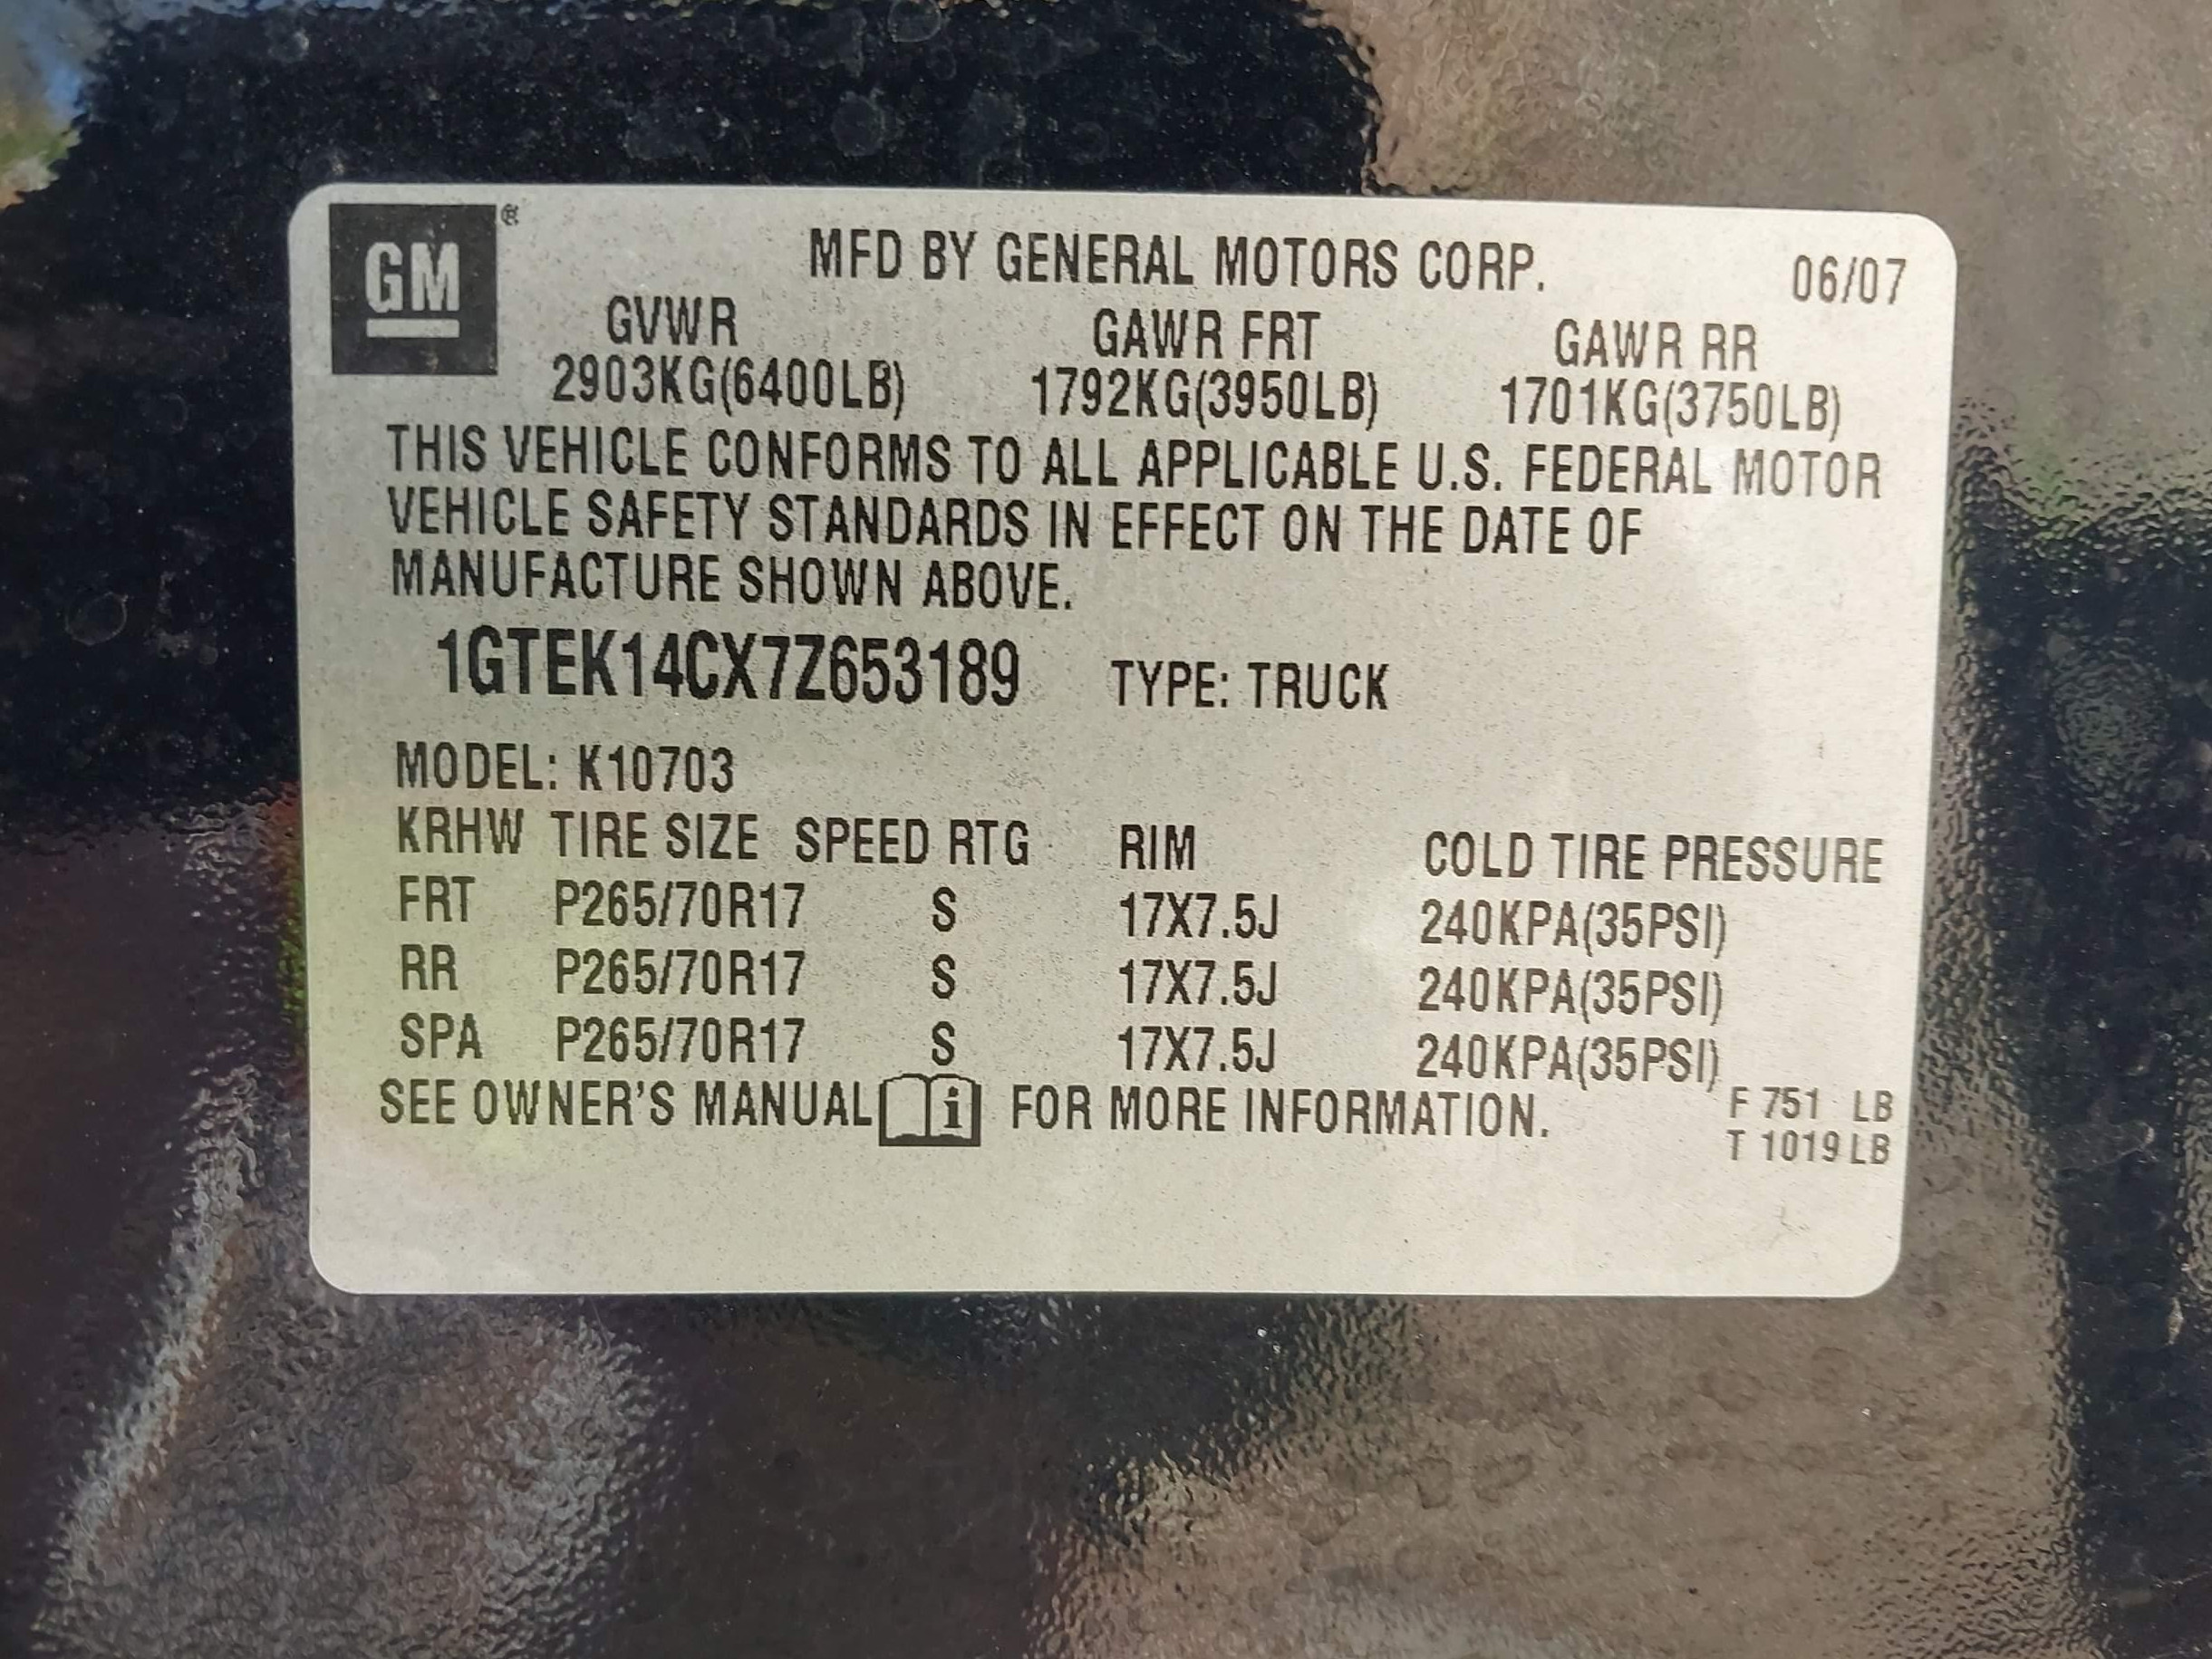 GM ®
MFD BY GENERAL MOTORS CORP. 06/07
GVWR GAWR FRT GAWR RR
2903KG(6400LB) 1792KG(3950LB) 1701KG(3750LB)
THIS VEHICLE CONFORMS TO ALL APPLICABLE U.S. FEDERAL MOTOR
VEHICLE SAFETY STANDARDS IN EFFECT ON THE DATE OF
MANUFACTURE SHOWN ABOVE.
1GTEK14CX7Z653189 TYPE: TRUCK
MODEL: K10703
KRHW TIRE SIZE SPEED RTG RIM COLD TIRE PRESSURE
FRT P265/70R17 S 17X7.5J 240KPA(35PSI)
RR P265/70R17 S 17X7.5J 240KPA(35PSI)
SPA P265/70R17 S 17X7.5J 240KPA(35PSI)
SEE OWNER'S MANUAL i FOR MORE INFORMATION.
F 751 LB
T 1019 LB